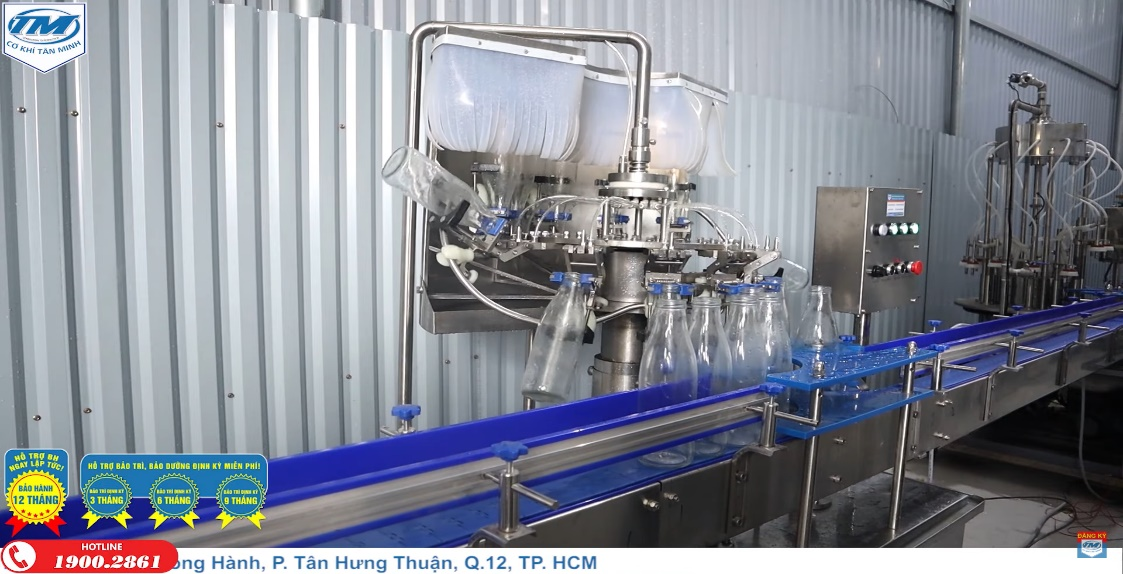 TM
CƠ KHÍ TÂN MINH
HỖ TRỢ BH
NGAY LẬP TỨC!
BẢO HÀNH
12 THÁNG
HỖ TRỢ BẢO TRÌ, BẢO DƯỠNG ĐỊNH KỲ MIỄN PHÍ!
BẢO TRÌ ĐỊNH KỲ
3 THÁNG
BẢO TRÌ ĐỊNH KỲ
6 THÁNG
BẢO TRÌ ĐỊNH KỲ
9 THÁNG
HOTLINE
1900.2861
ong Hành, P. Tân Hưng Thuận, Q.12, TP. HCM
ĐĂNG KÝ
TM